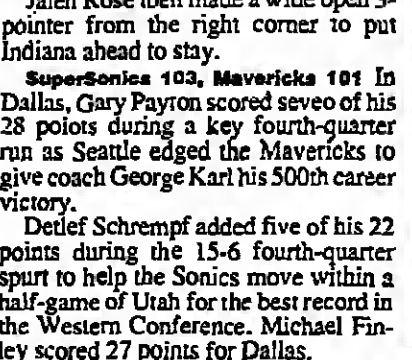 Jalen Rose then made a wide open 3-
pointer from the right corner to put
Indiana ahead to stay.
SuperSonics 103, Mavericks 101 In
Dallas, Gary Payton scored seveo of his
28 poiots during a key fourth-quarter
run as Seattle edged the Mavericks to
give coach George Karl his 500th career
victory.
Detlef Schrempf added five of his 22
points during the 15-6 fourth-quarter
spurt to help the Sonics move within a
half-game of Utah for the best record in
the Western Conference. Michael Fin-
ley scored 27 points for Dallas.